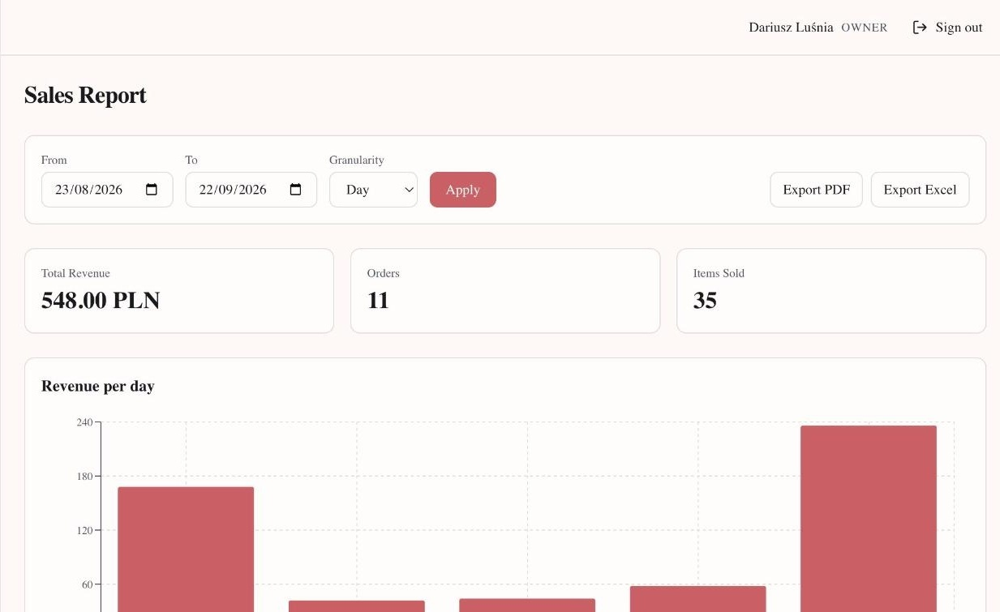 Dariusz Luśnia OWNER Sign out
Sales Report
From To Granularity
23/08/2026 22/09/2026 Day Apply Export PDF Export Excel
Total Revenue Orders Items Sold
548.00 PLN 11 35
Revenue per day
240
180
120
60